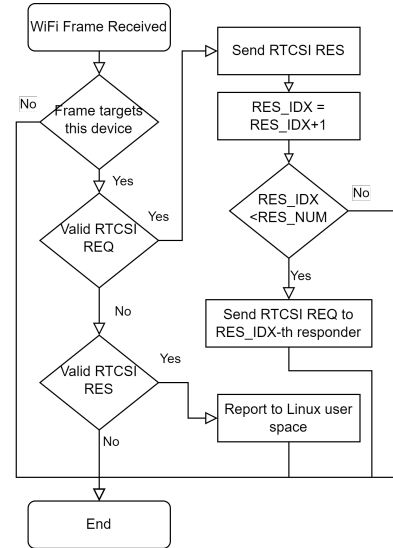 WiFi Frame Received
No
Frame targets
this device
Yes
Valid RTCSI
REQ
Yes
No
Valid RTCSI
RES
Yes
No
End
Send RTCSI RES
RES_IDX =
RES_IDX+1
RES_IDX
<RES_NUM
No
Yes
Send RTCSI REQ to
RES_IDX-th responder
Report to Linux user
space